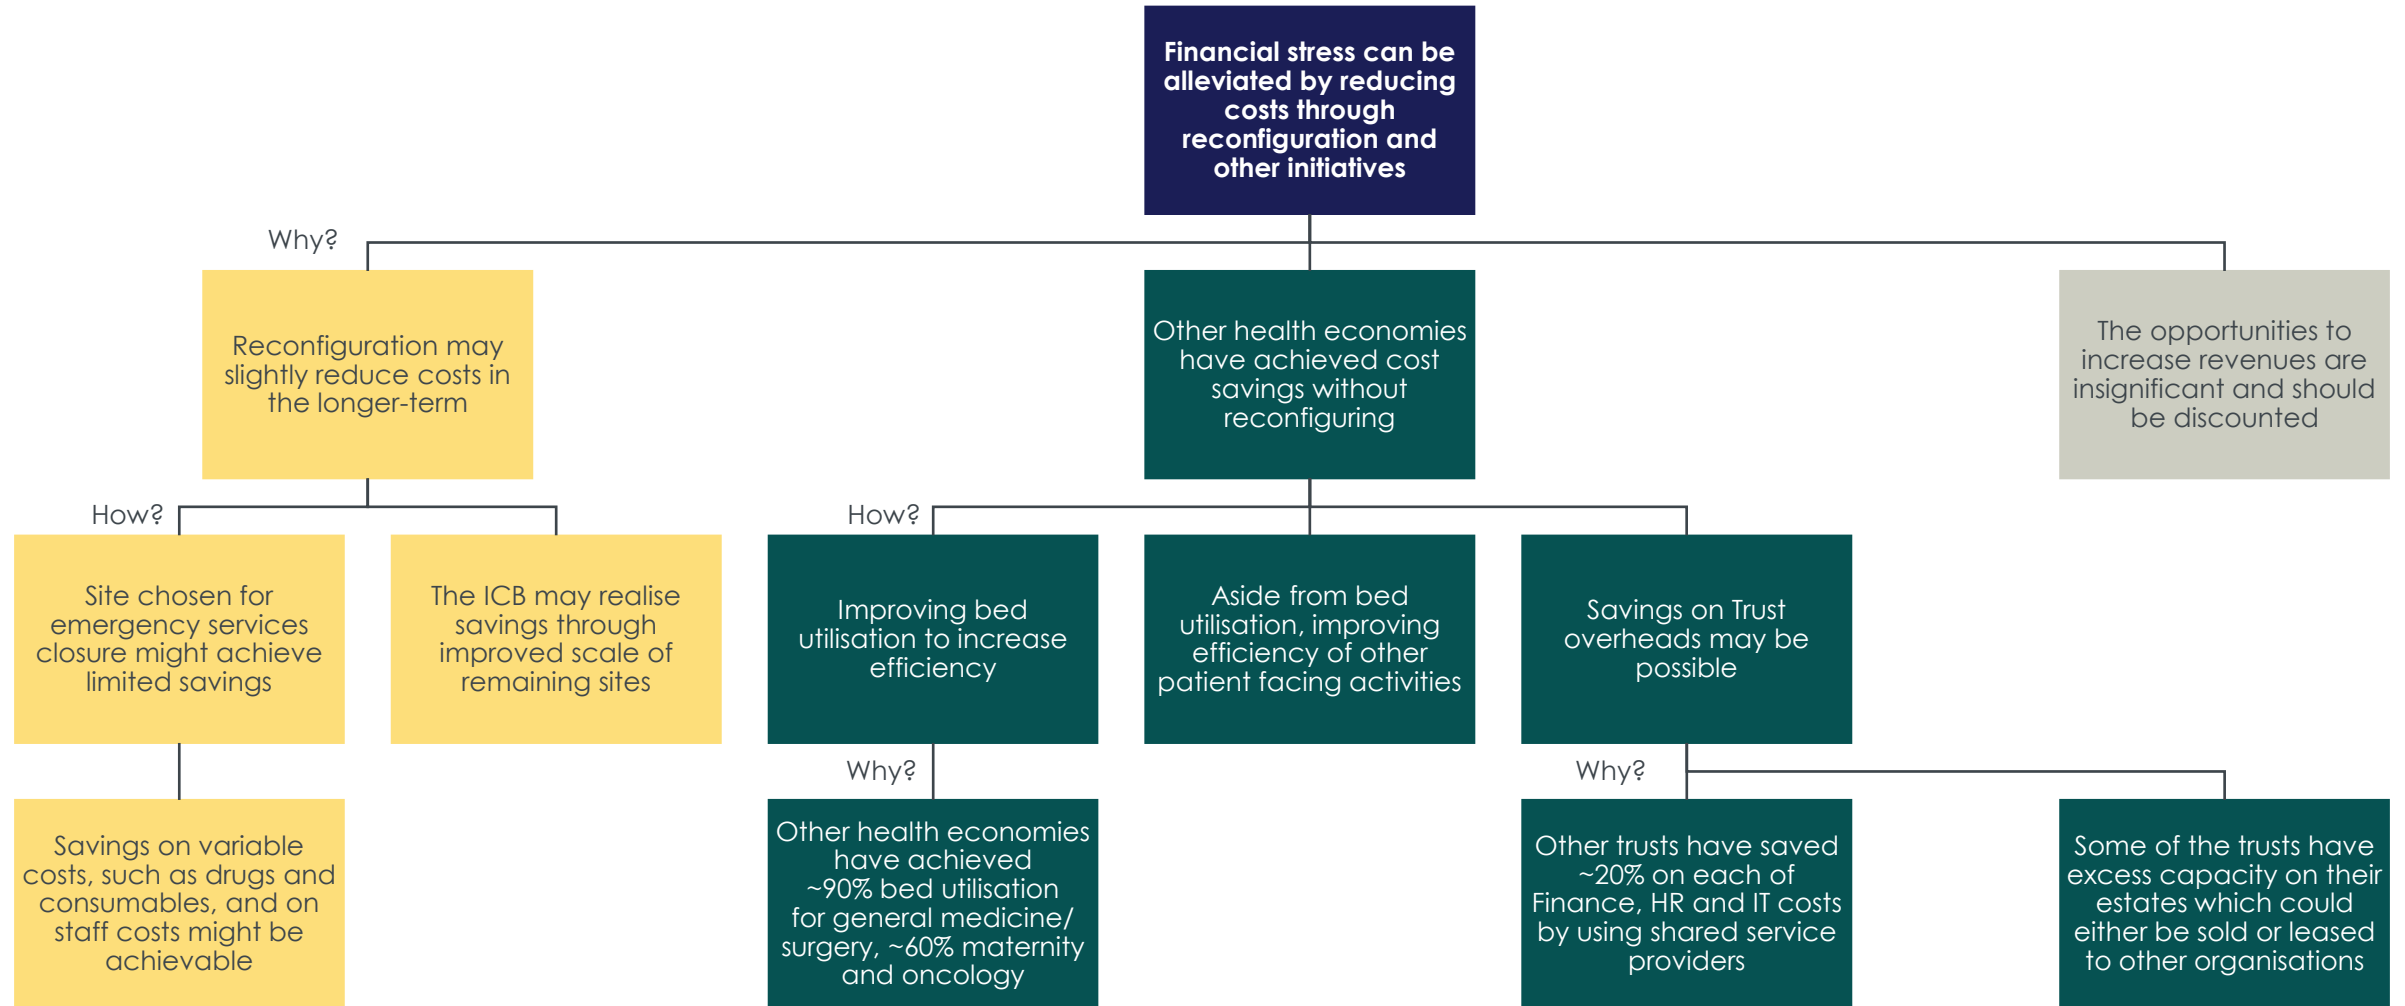 Financial stress can be
alleviated by reducing
costs through
reconfiguration and
other initiatives
Why?
Reconfiguration may
slightly reduce costs in
the longer-term
Other health economies
have achieved cost
savings without
reconfiguring
The opportunities to
increase revenues are
insignificant and should
be discounted
How?
How?
Site chosen for
emergency services
closure might achieve
limited savings
The ICB may realise
savings through
improved scale of
remaining sites
Improving bed
utilisation to increase
efficiency
Aside from bed
utilisation, improving
efficiency of other
patient facing activities
Savings on Trust
overheads may be
possible
Why?
Why?
Savings on variable
costs, such as drugs and
consumables, and on
staff costs might be
achievable
Other health economies
have achieved
~90% bed utilisation
for general medicine/
surgery, ~60% maternity
and oncology
Other trusts have saved
~20% on each of
Finance, HR and IT costs
by using shared service
providers
Some of the trusts have
excess capacity on their
estates which could
either be sold or leased
to other organisations